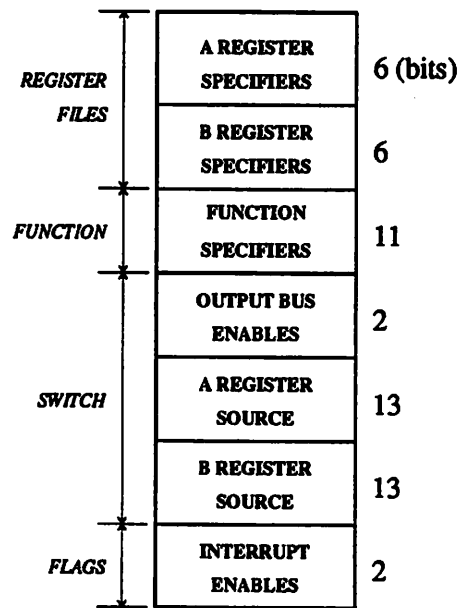 A REGISTER
SPECIFIERS
6 (bits)
REGISTER
FILES
B REGISTER
SPECIFIERS
6
FUNCTION
FUNCTION
SPECIFIERS
11
OUTPUT BUS
ENABLES
2
SWITCH
A REGISTER
SOURCE
13
B REGISTER
SOURCE
13
FLAGS
INTERRUPT
ENABLES
2